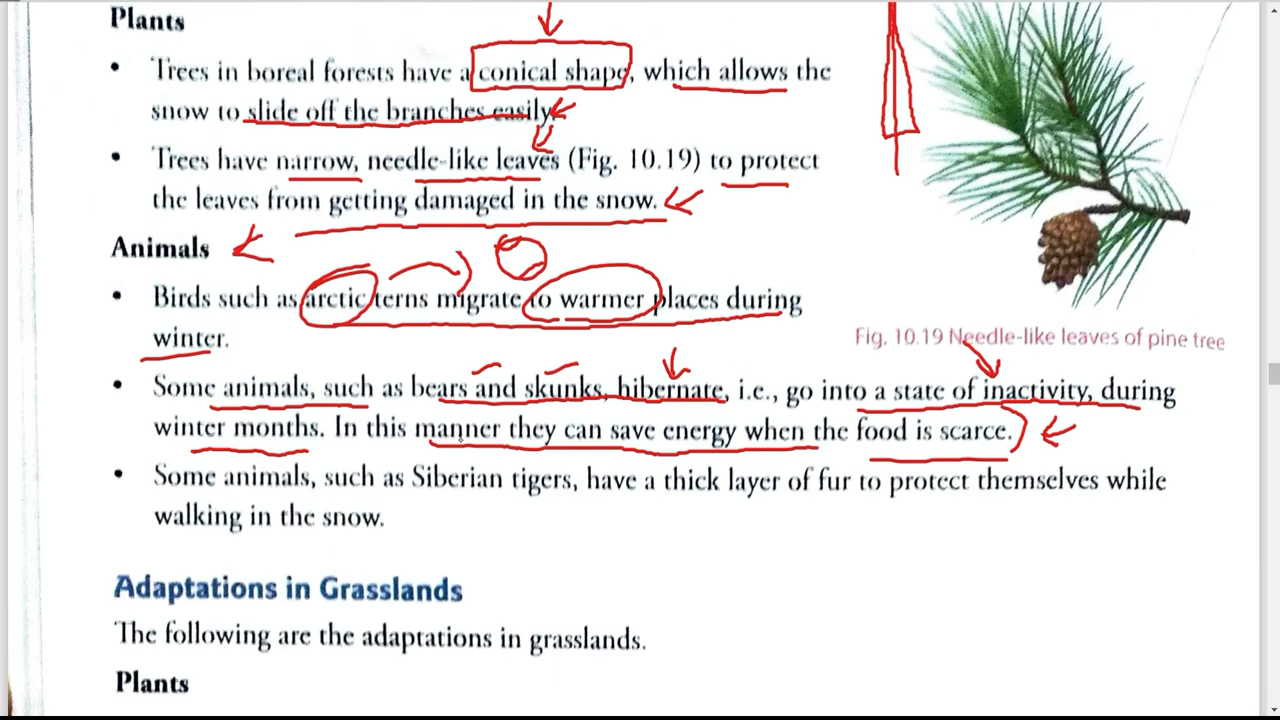 Plants
• Trees in boreal forests have a conical shape, which allows the
snow to slide off the branches easily.
• Trees have narrow, needle-like leaves (Fig. 10.19) to protect
the leaves from getting damaged in the snow.
Animals
• Birds such as arctic terns migrate to warmer places during
winter.
Fig. 10.19 Needle-like leaves of pine tree
• Some animals, such as bears and skunks, hibernate, i.e., go into a state of inactivity, during
winter months. In this manner they can save energy when the food is scarce.
• Some animals, such as Siberian tigers, have a thick layer of fur to protect themselves while
walking in the snow.
Adaptations in Grasslands
The following are the adaptations in grasslands.
Plants